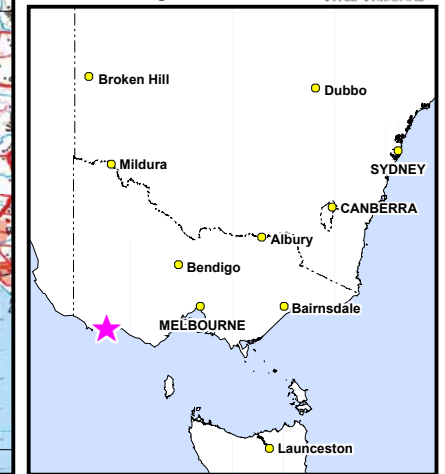 Broken Hill
Dubbo
Mildura
SYDNEY
CANBERRA
Albury
Bendigo
Bairnsdale
MELBOURNE
Launceston